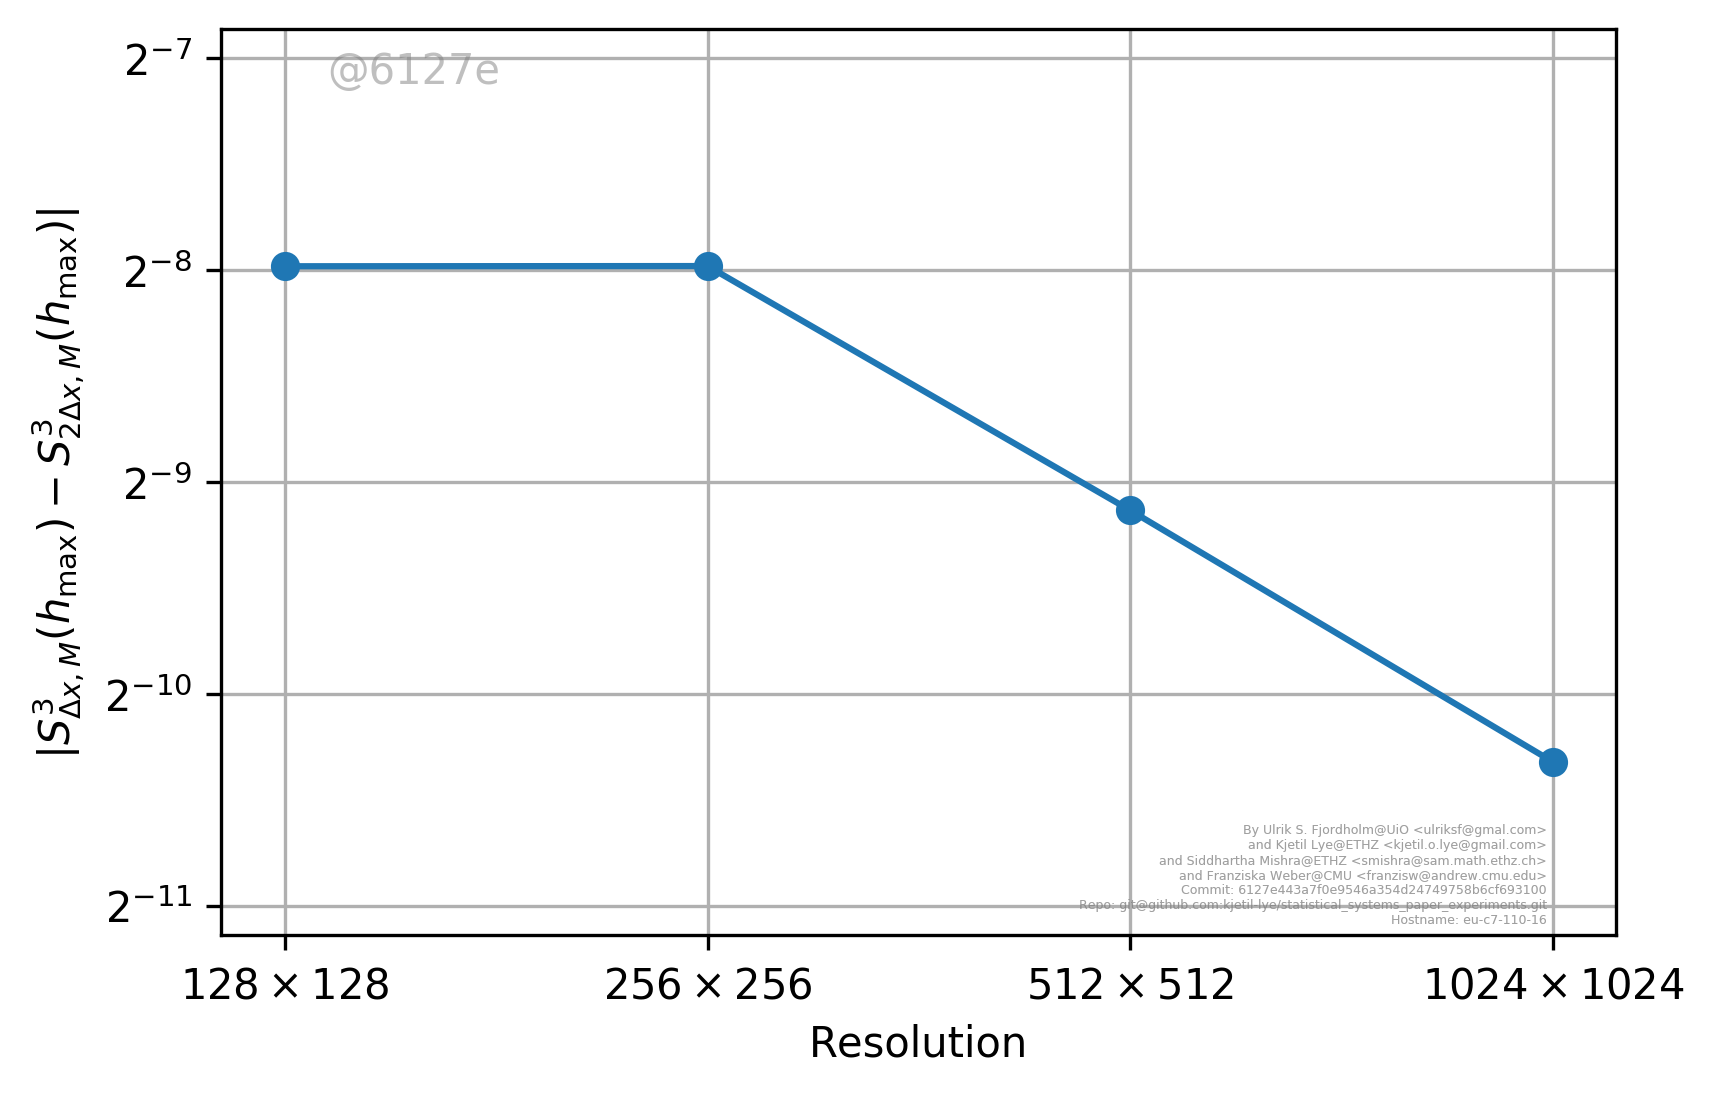 @6127e
2⁻⁷
2⁻⁸
2⁻⁹
2⁻¹⁰
2⁻¹¹
|S³_{Δx,M}(h_max) − S³_{2Δx,M}(h_max)|
By Ulrik S. Fjordholm@UiO <ulriksf@gmal.com>
and Kjetil Lye@ETHZ <kjetil.o.lye@gmail.com>
and Siddhartha Mishra@ETHZ <smishra@sam.math.ethz.ch>
and Franziska Weber@CMU <franzisw@andrew.cmu.edu>
Commit: 6127e443a7f0e9546a354d24749758b6cf693100
Repo: git@github.com:kjetil-lye/statistical_systems_paper_experiments.git
Hostname: eu-c7-110-16
128 × 128 256 × 256 512 × 512 1024 × 1024
Resolution